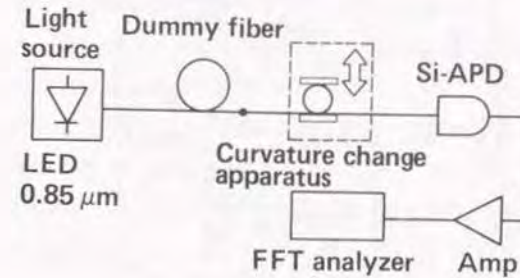 Light
source
Dummy fiber
Si-APD
LED
0.85 μm
Curvature change
apparatus
FFT analyzer
Amp